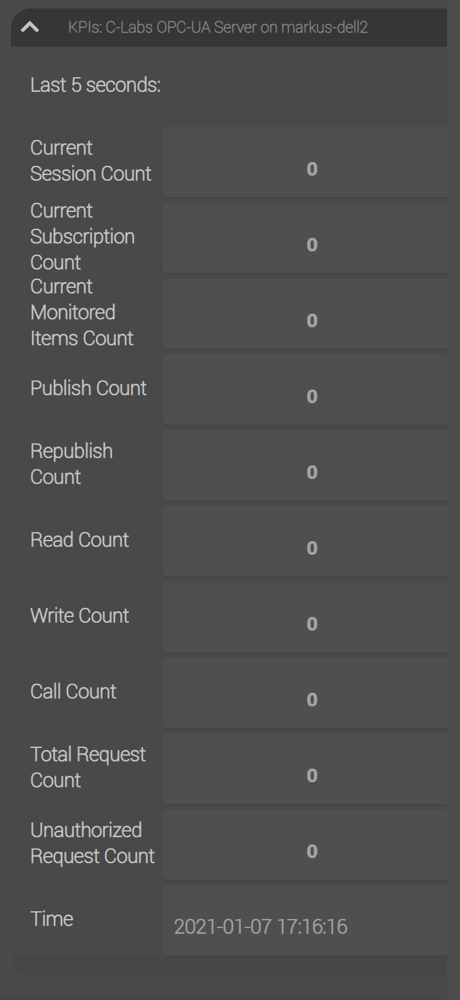 KPIs: C-Labs OPC-UA Server on markus-dell2
Last 5 seconds:
Current
Session Count
0
Current
Subscription
Count
0
Current
Monitored
Items Count
0
Publish Count
0
Republish
Count
0
Read Count
0
Write Count
0
Call Count
0
Total Request
Count
0
Unauthorized
Request Count
0
Time
2021-01-07 17:16:16